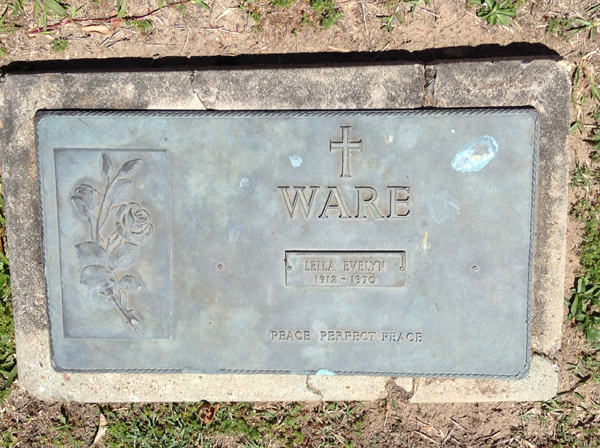 WARE
LEILA EVELYN
1912 - 1970
PEACE PERFECT PEACE